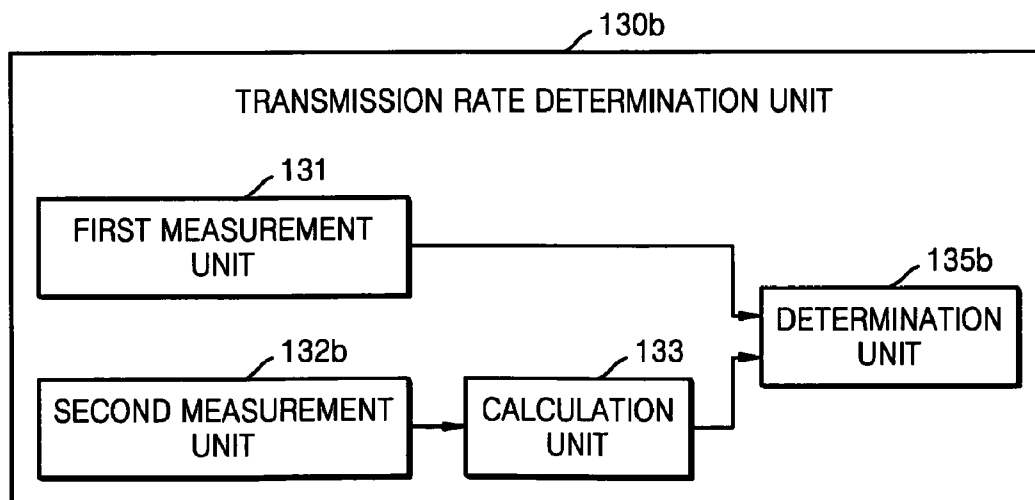 130b
TRANSMISSION RATE DETERMINATION UNIT
131
FIRST MEASUREMENT
UNIT
135b
DETERMINATION
UNIT
132b
SECOND MEASUREMENT
UNIT
133
CALCULATION
UNIT